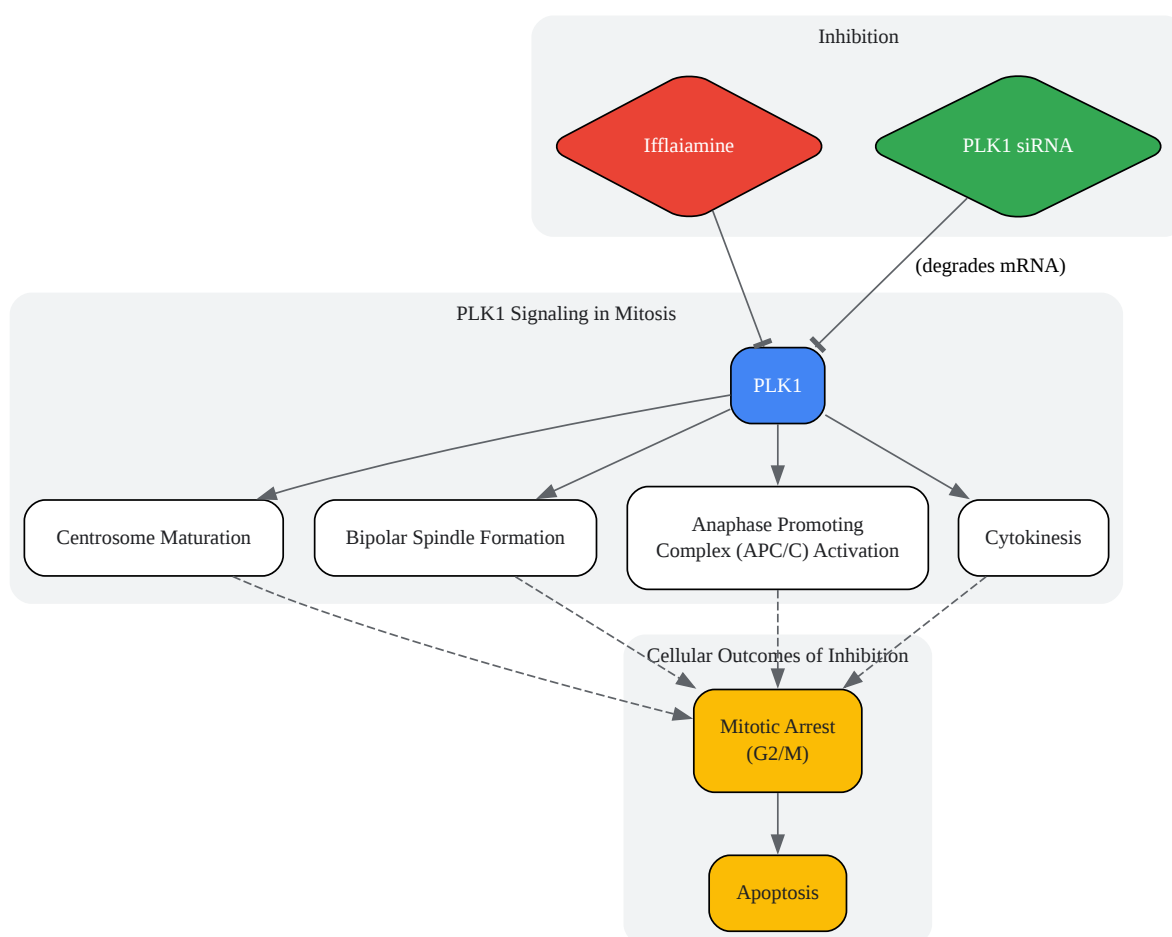 Inhibition
Ifflaiamine
PLK1 siRNA
(degrades mRNA)
PLK1 Signaling in Mitosis
PLK1
Centrosome Maturation
Bipolar Spindle Formation
Anaphase Promoting
Complex (APC/C) Activation
Cytokinesis
Cellular Outcomes of Inhibition
Mitotic Arrest
(G2/M)
Apoptosis